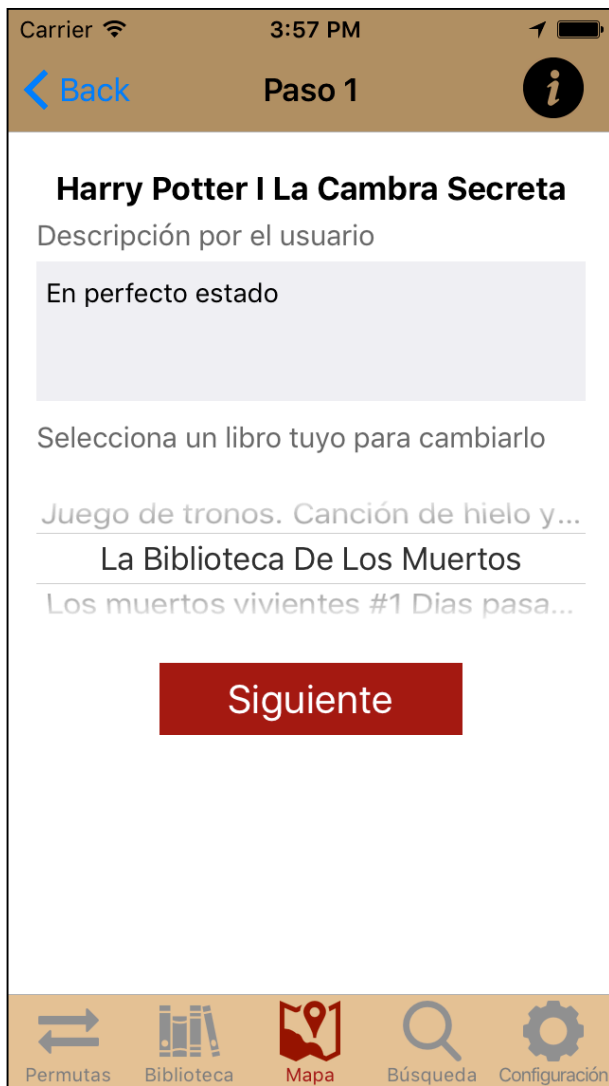 Carrier 3:57 PM
Back Paso 1 i
Harry Potter I La Cambra Secreta
Descripción por el usuario
En perfecto estado
Selecciona un libro tuyo para cambiarlo
Juego de tronos. Canción de hielo y...
La Biblioteca De Los Muertos
Los muertos vivientes #1 Dias pasa...
Siguiente
Permutas Biblioteca Mapa Búsqueda Configuración